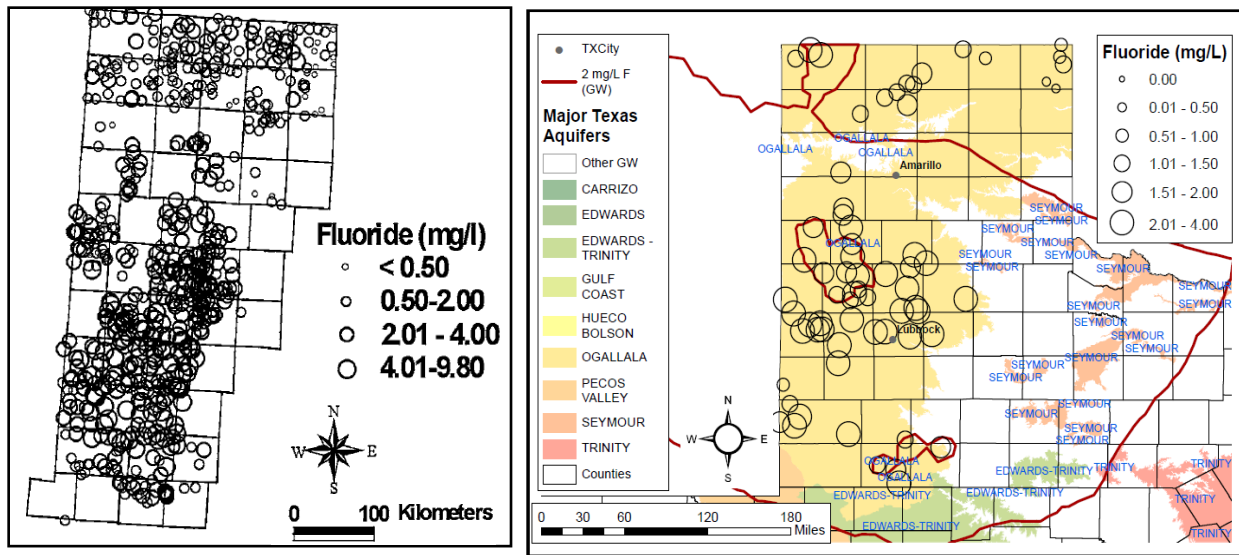 Fluoride (mg/l)
< 0.50
0.50-2.00
2.01 - 4.00
4.01-9.80
N
W E
S
0 100 Kilometers
TXCity
2 mg/L F
(GW)
Major Texas
Aquifers
Other GW
CARRIZO
EDWARDS
EDWARDS -
TRINITY
GULF
COAST
HUECO
BOLSON
OGALLALA
PECOS
VALLEY
SEYMOUR
TRINITY
Counties
0 30 60 120 180
Miles
N
W E
S
Fluoride (mg/L)
0.00
0.01 - 0.50
0.51 - 1.00
1.01 - 1.50
1.51 - 2.00
2.01 - 4.00
OGALLALA
OGALLALA
OGALLALA
Amarillo
SEYMOUR
SEYMOUR
SEYMOUR
OGALLALA
SEYMOUR
SEYMOUR
SEYMOUR
SEYMOUR
SEYMOUR
SEYMOUR
SEYMOUR
SEYMOUR
Lubbock
SEYMOUR
SEYMOUR
SEYMOUR
SEYMOUR
SEYMOUR
SEYMOUR
SEYMOUR
SEYMOUR
OGALLALA
OGALLALA
EDWARDS-TRINITY
TRINITY
TRINITY
EDWARDS-TRINITY
EDWARDS-TRINITY
TRINITY
EDWARDS-TRINITY
TRINITY